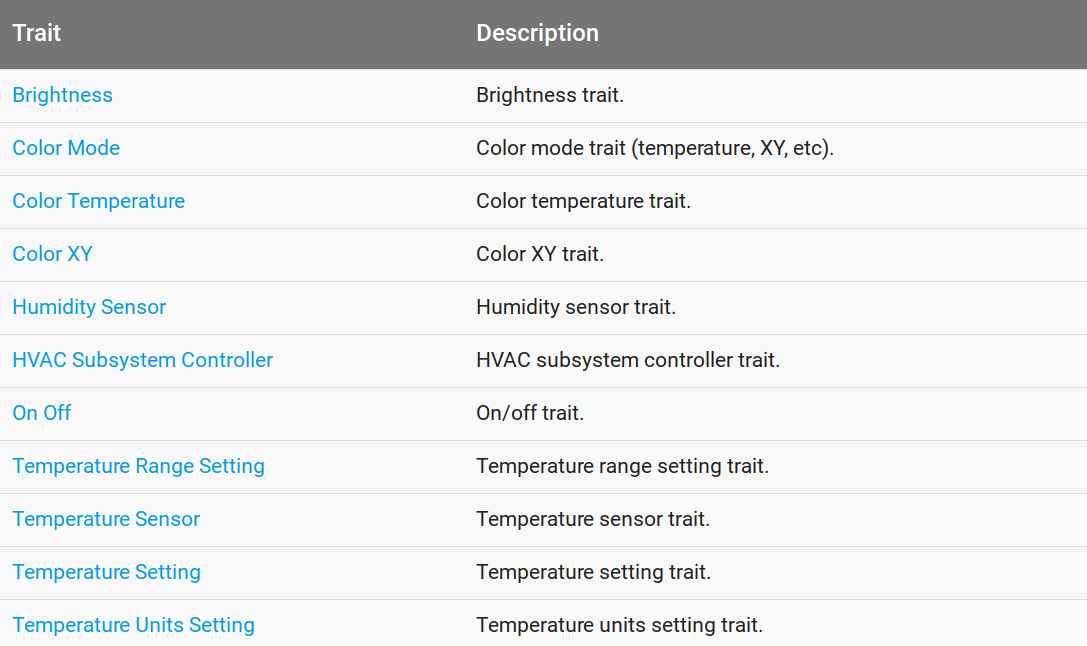 Trait Description
Brightness Brightness trait.
Color Mode Color mode trait (temperature, XY, etc).
Color Temperature Color temperature trait.
Color XY Color XY trait.
Humidity Sensor Humidity sensor trait.
HVAC Subsystem Controller HVAC subsystem controller trait.
On Off On/off trait.
Temperature Range Setting Temperature range setting trait.
Temperature Sensor Temperature sensor trait.
Temperature Setting Temperature setting trait.
Temperature Units Setting Temperature units setting trait.